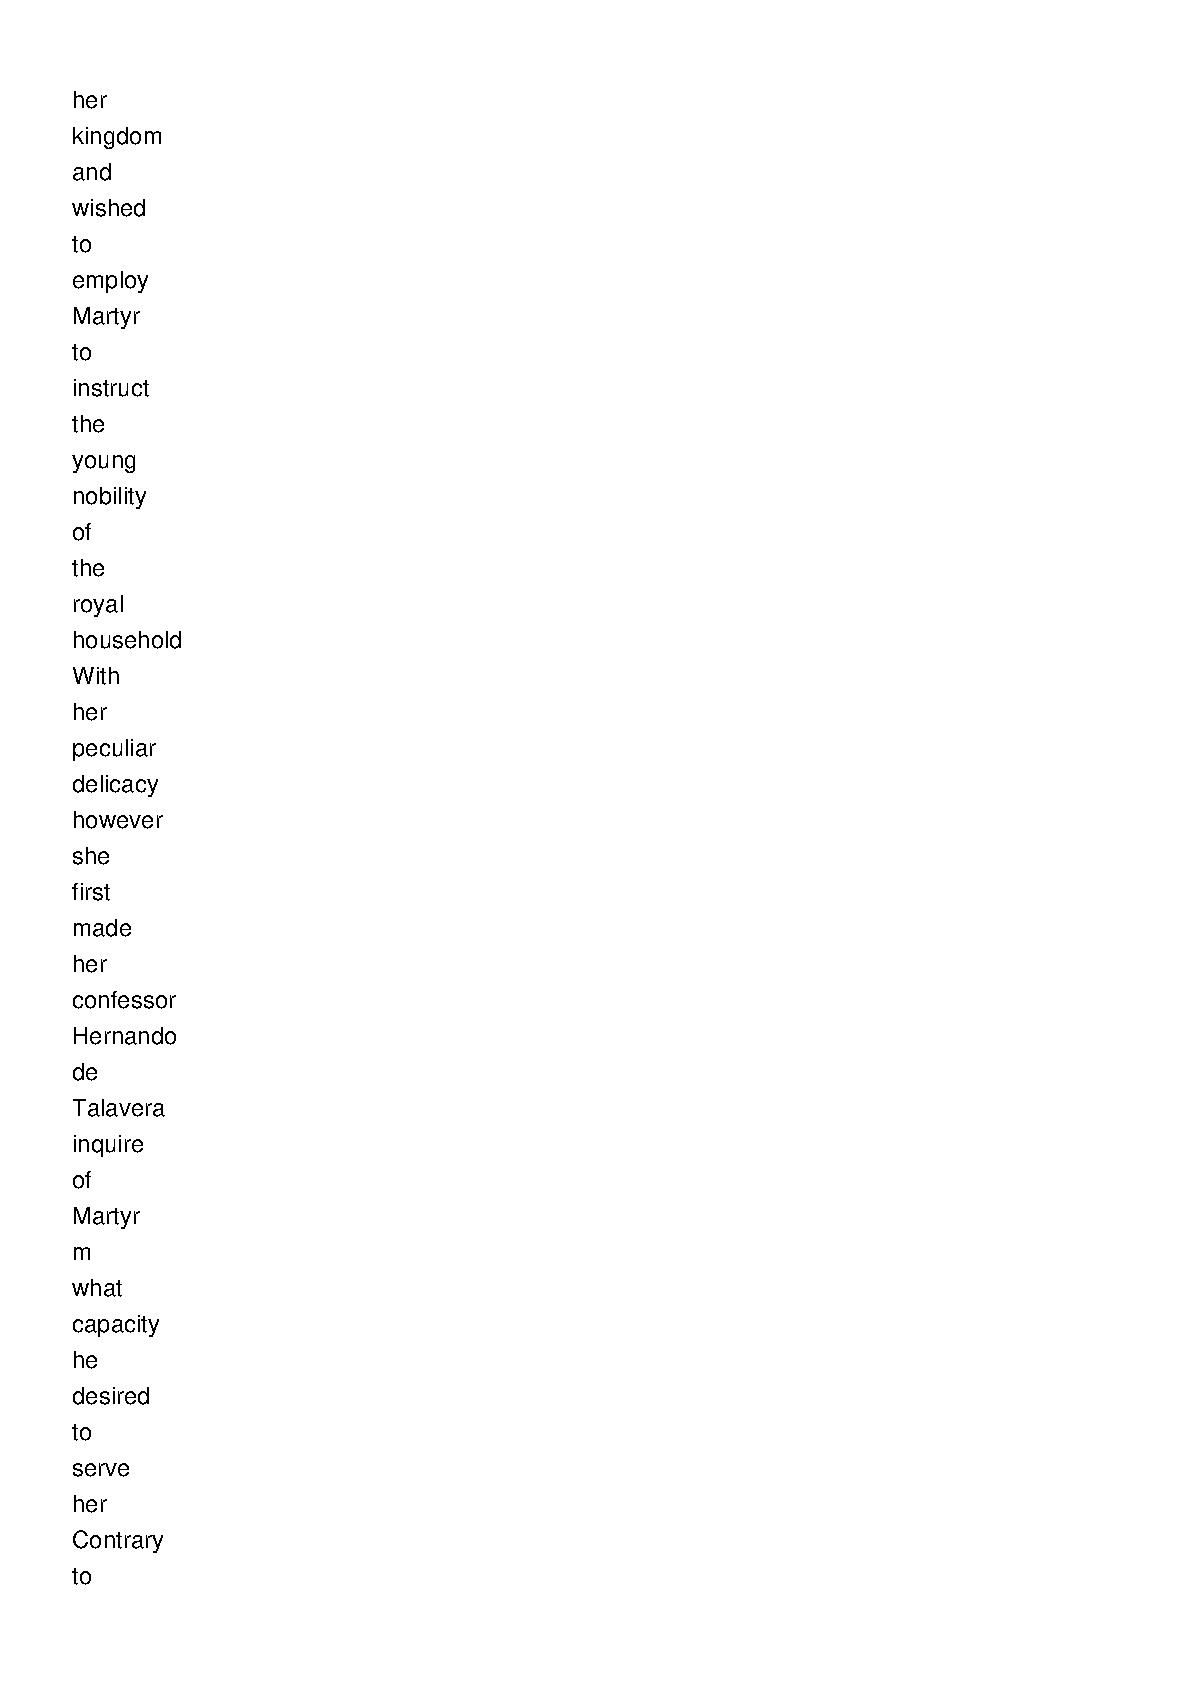 her
kingdom
and
wished
to
employ
Martyr
to
instruct
the
young
nobility
of
the
royal
household
With
her
peculiar
delicacy
however
she
first
made
her
confessor
Hernando
de
Talavera
inquire
of
Martyr
m
what
capacity
he
desired
to
serve
her
Contrary
to